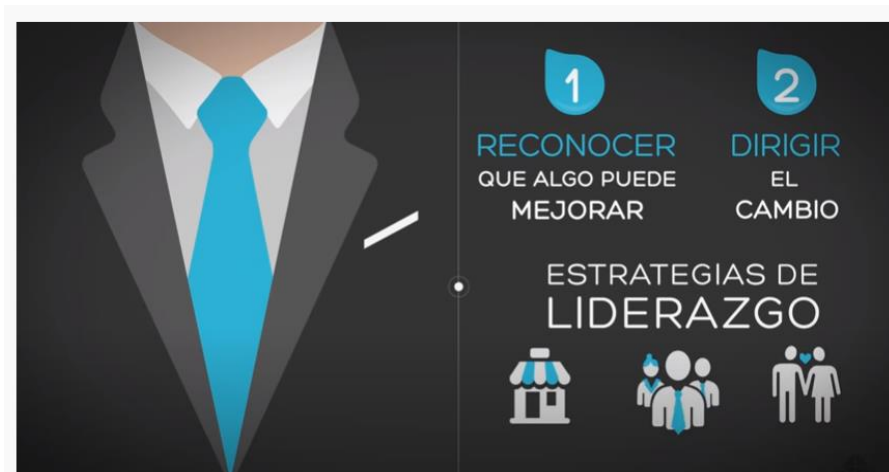 1
RECONOCER
QUE ALGO PUEDE
MEJORAR
2
DIRIGIR
EL
CAMBIO
ESTRATEGIAS DE
LIDERAZGO